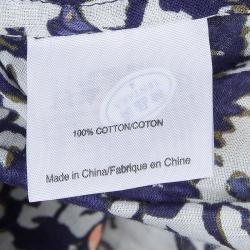 100% COTTON/COTON
Made in China/Fabriqué en Chine